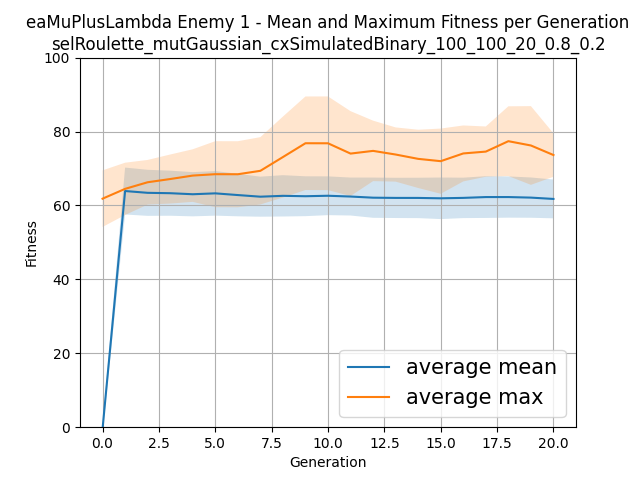 eaMuPlusLambda Enemy 1 - Mean and Maximum Fitness per Generation
selRoulette_mutGaussian_cxSimulatedBinary_100_100_20_0.8_0.2
100
80
60
40
20
0
Fitness
average mean
average max
0.0 2.5 5.0 7.5 10.0 12.5 15.0 17.5 20.0
Generation